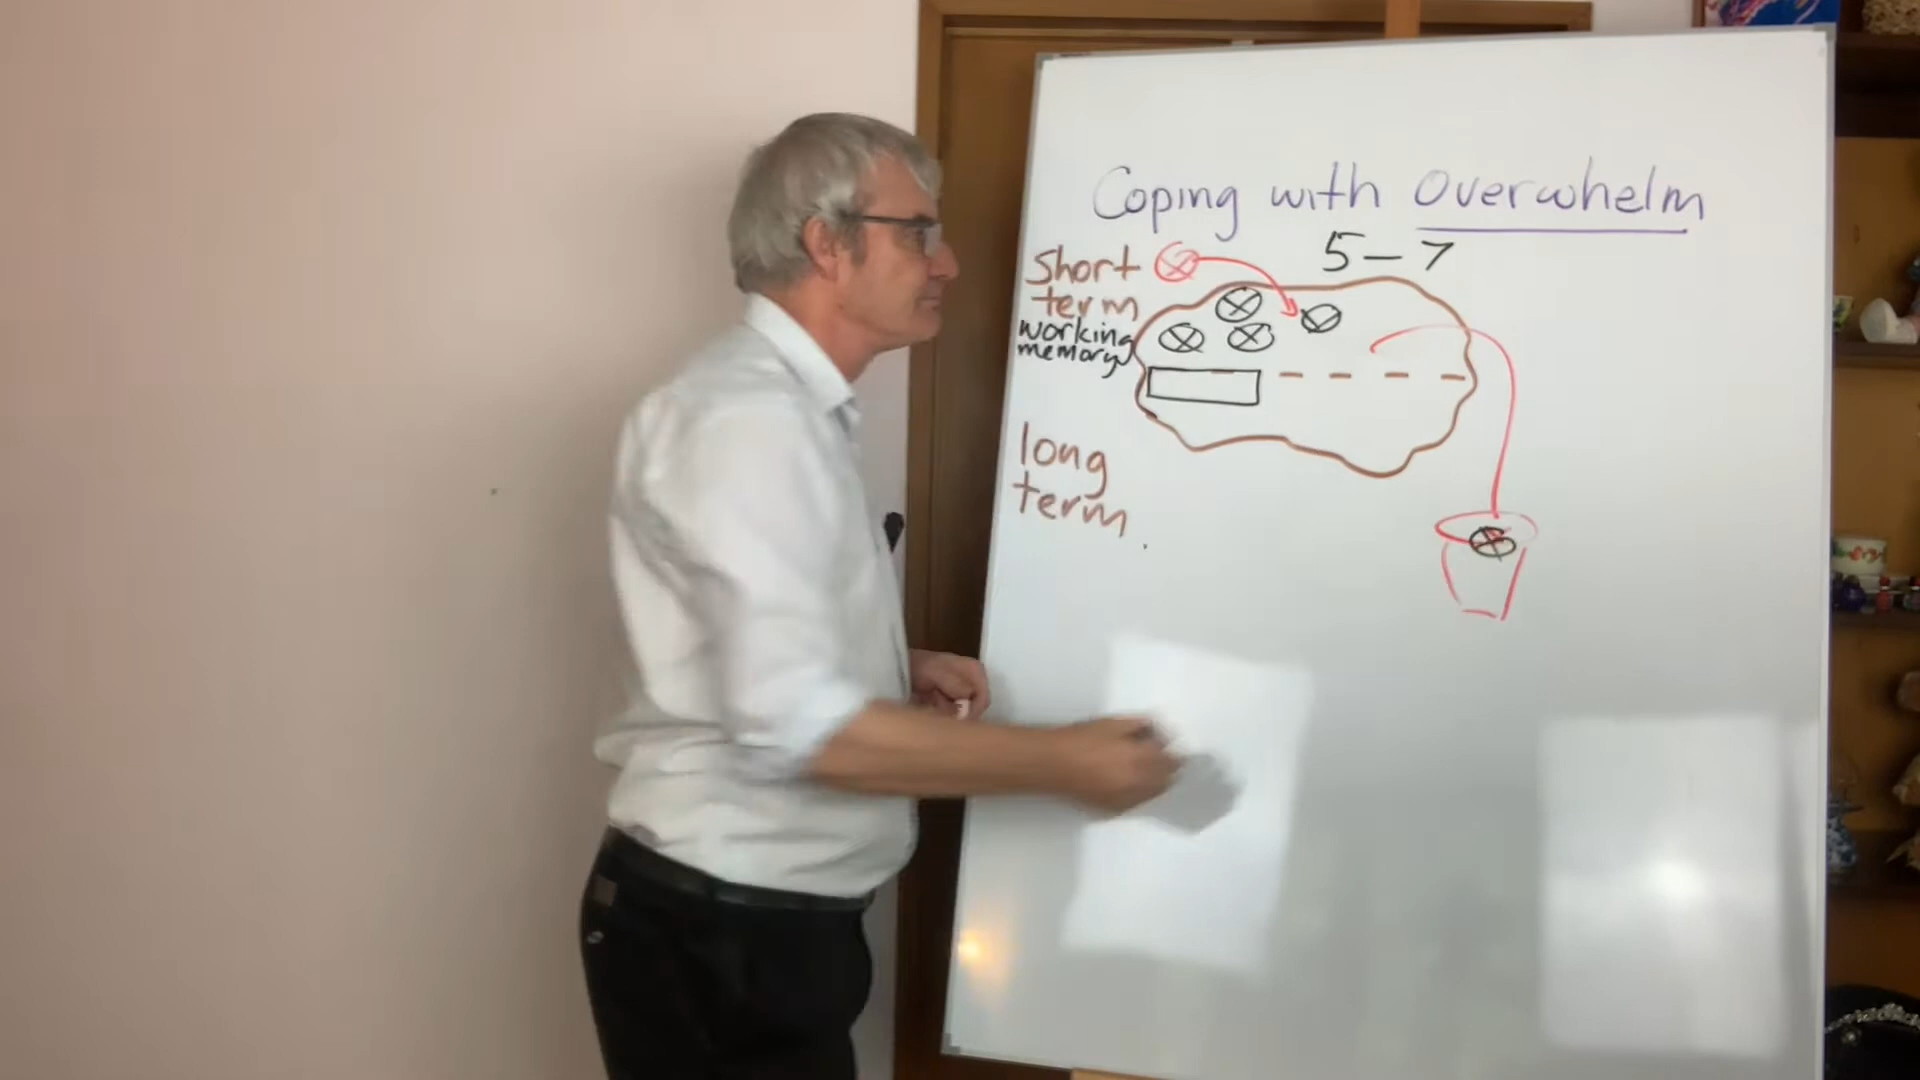 Coping with Overwhelm
5-7
short
term
working
memory
long
term